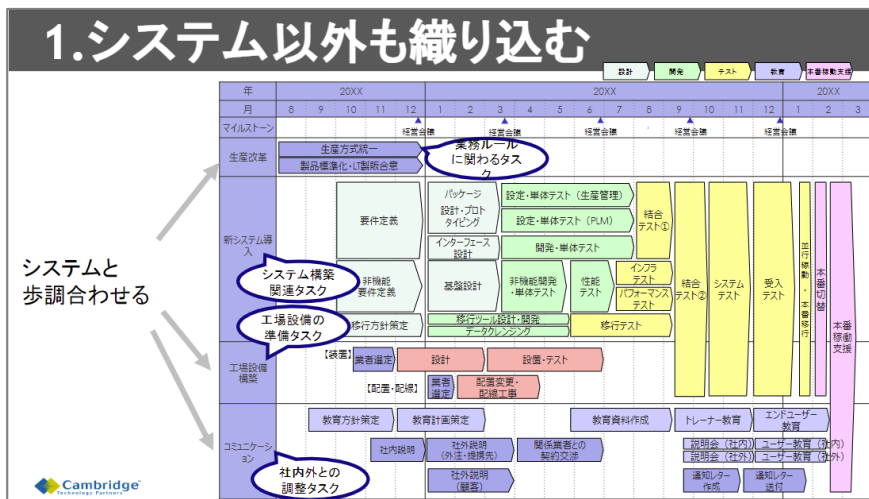 1.システム以外も織り込む
設計
開発
テスト
教育
本番稼動支援
年
20XX
20XX
20XX
月
8
9
10
11
12
1
2
3
4
5
6
7
8
9
10
11
12
1
2
3
マイルストーン
経営会議
経営会議
経営会議
経営会議
経営会議
生産改革
生産方式統一
製品標準化・LT製販合意
業務ルール
に関わるタス
ク
システムと
歩調合わせる
新システム導
入
要件定義
パッケージ
設計・プロト
タイピング
設定・単体テスト（生産管理）
設定・単体テスト（PLM）
インターフェース
設計
開発・単体テスト
結合
テスト①
システム構築
関連タスク
非機能
要件定義
基盤設計
非機能開発
・単体テスト
性能
テスト
インフラ
テスト
パフォーマンス
テスト
結合
テスト②
システム
テスト
受入
テスト
並行稼動・本番移行
本番切替
本番
稼動
支援
工場設備の
準備タスク
移行方針策定
移行ツール設計・開発
データクレンジング
移行テスト
工場設備
構築
【装置】
業者選定
設計
設置・テスト
【配置・配線】
業者
選定
配置変更・
配線工事
コミュニケーシ
ョン
教育方針策定
教育計画策定
教育資料作成
トレーナー教育
エンドユーザー
教育
社内説明
社外説明
（外注・提携先）
関係業者との
契約交渉
説明会（社内）
ユーザー教育（社内）
説明会（社外）
ユーザー教育（社外）
社内外との
調整タスク
社外説明
（顧客）
通知レター
作成
通知レター
送付
Cambridge
Technology Partners